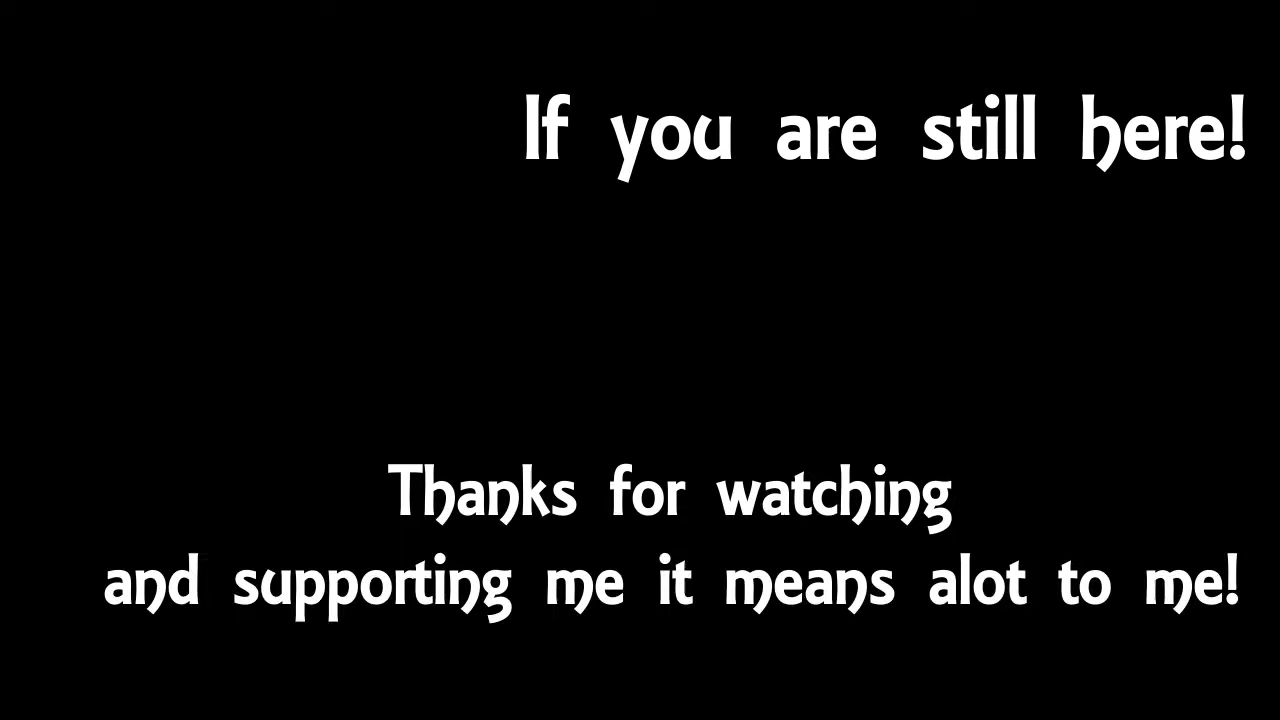 If you are still here!
Thanks for watching
and supporting me it means alot to me!